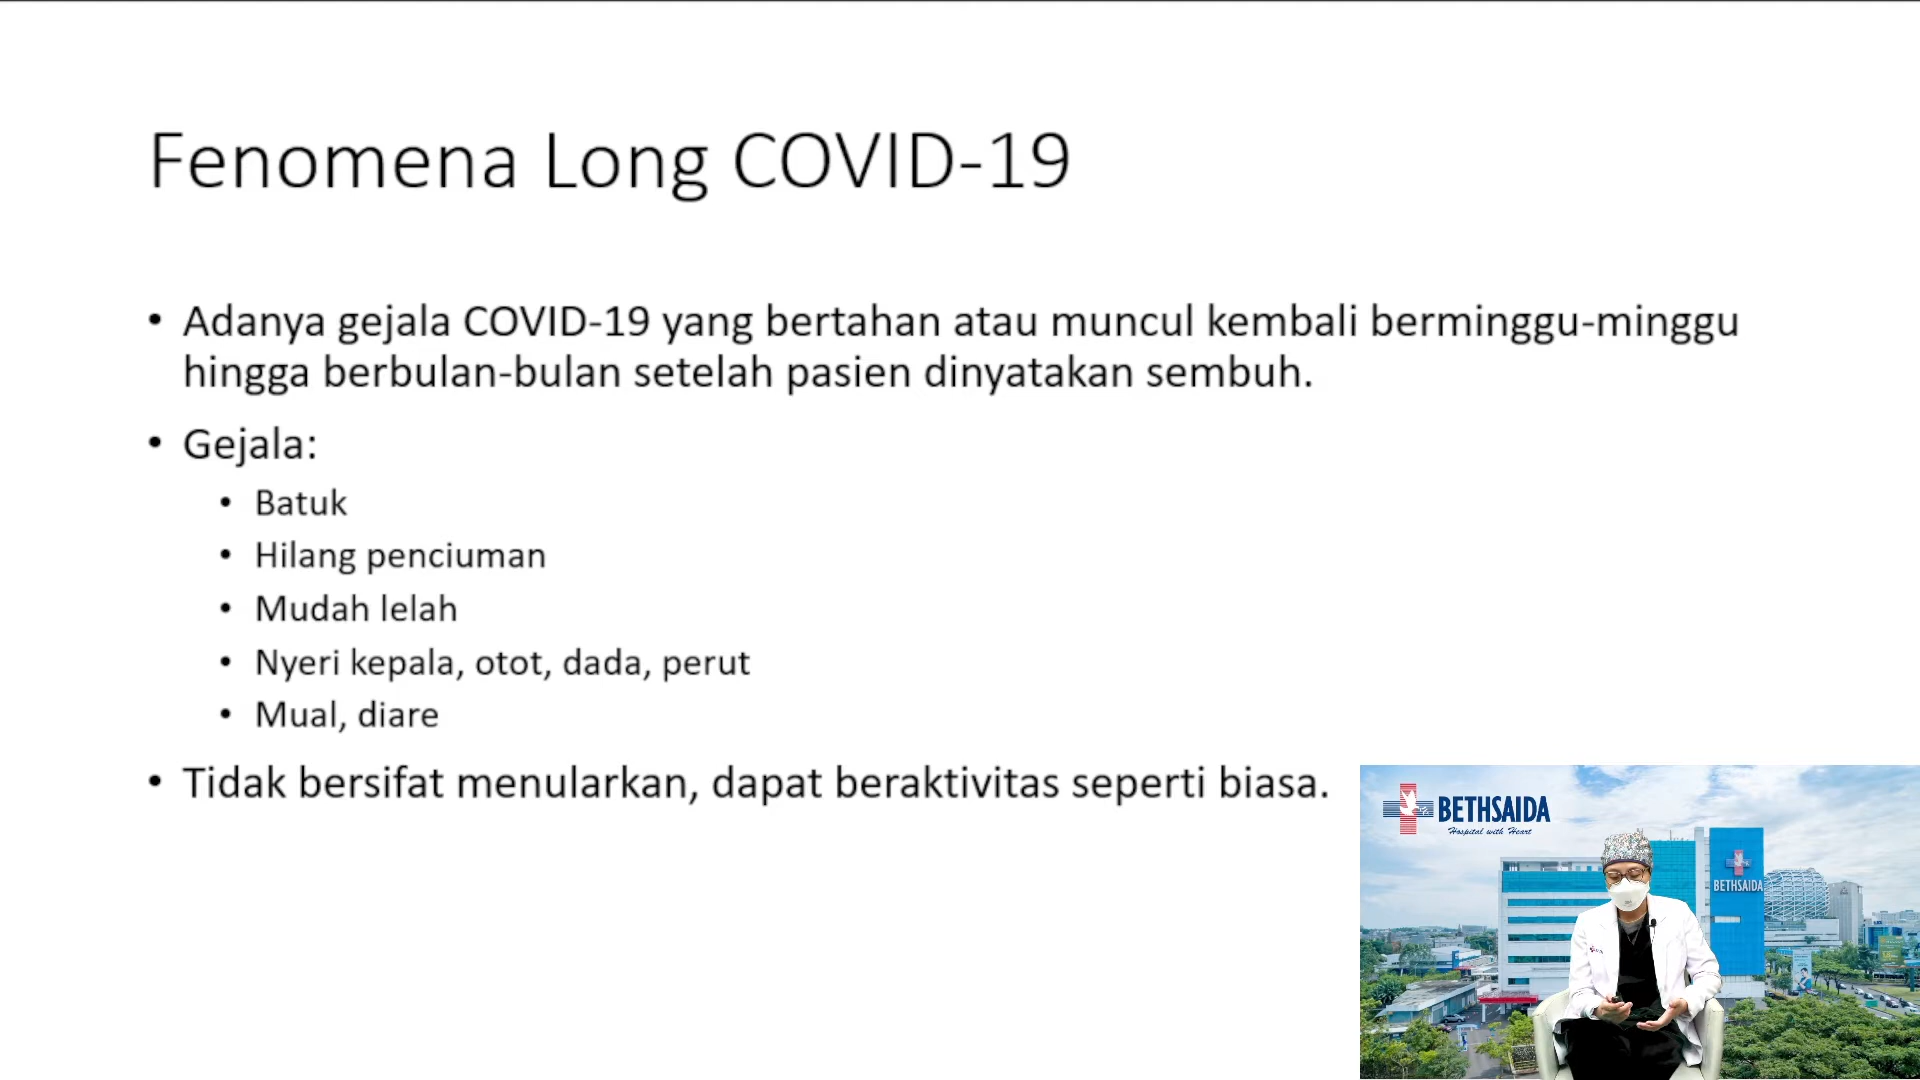 Fenomena Long COVID-19
• Adanya gejala COVID-19 yang bertahan atau muncul kembali berminggu-minggu
hingga berbulan-bulan setelah pasien dinyatakan sembuh.
• Gejala:
• Batuk
• Hilang penciuman
• Mudah lelah
• Nyeri kepala, otot, dada, perut
• Mual, diare
• Tidak bersifat menularkan, dapat beraktivitas seperti biasa.
BETHSAIDA
Hospital with Heart
BETHSAIDA